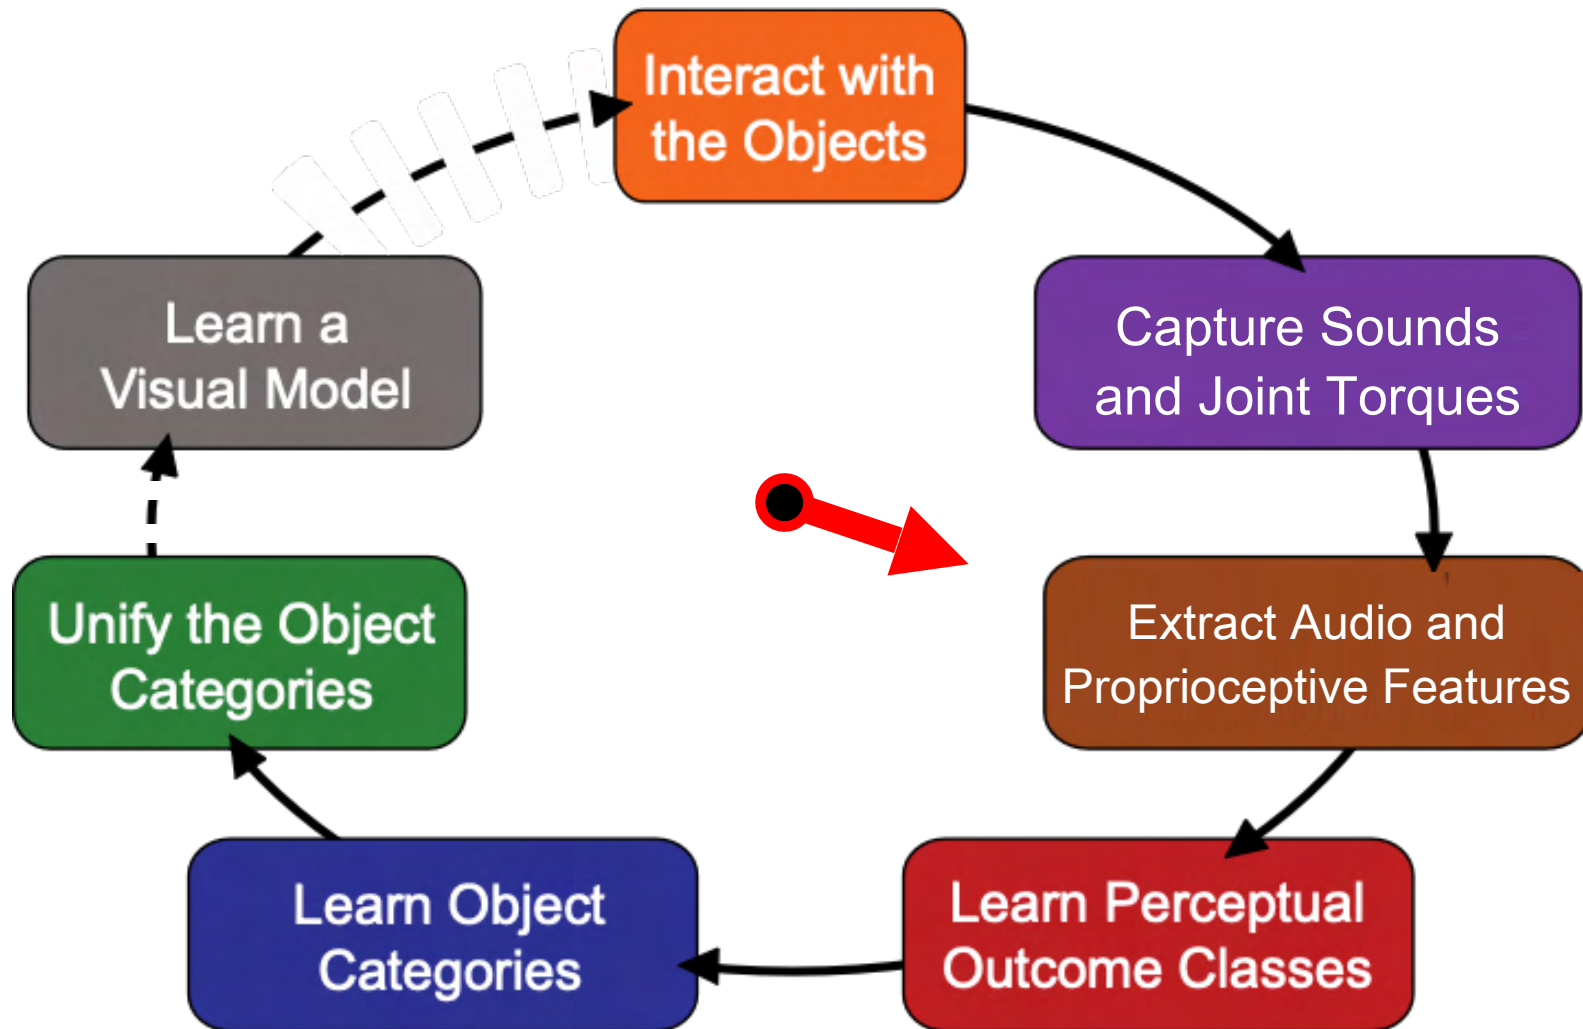 Interact with
the Objects
Capture Sounds
and Joint Torques
Extract Audio and
Proprioceptive Features
Learn Perceptual
Outcome Classes
Learn Object
Categories
Unify the Object
Categories
Learn a
Visual Model